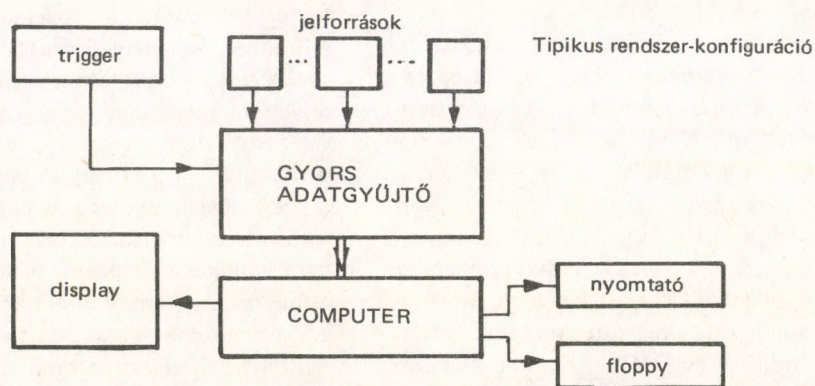 jelforrások
trigger
Tipikus rendszer-konfiguráció
GYORS
ADATGYŰJTŐ
display
COMPUTER
nyomtató
floppy